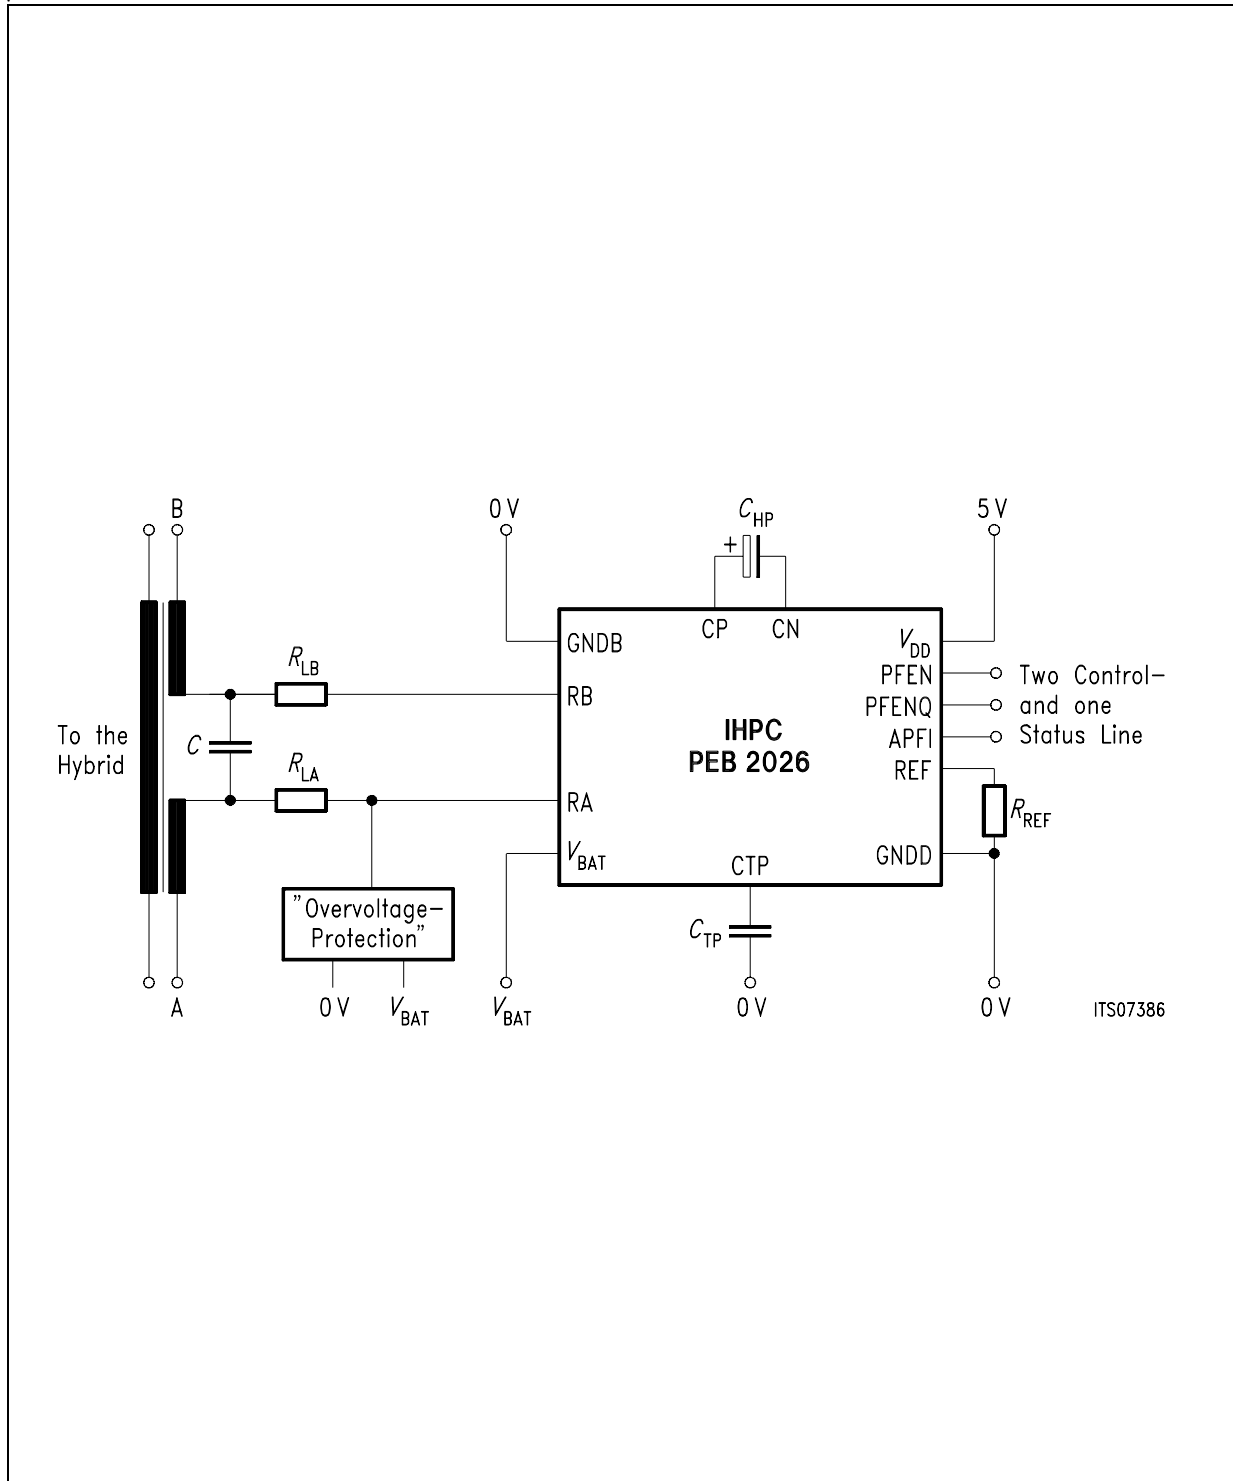 B
0 V
C HP
5 V
+
GNDB
CP
CN
V DD
R LB
PFEN
Two Control-
RB
PFENQ
and one
To the
Hybrid
C
IHPC
PEB 2026
APFI
Status Line
R LA
REF
RA
R REF
V BAT
CTP
GNDD
"Overvoltage-
Protection"
C TP
A
0 V
V BAT
V BAT
0 V
0 V
ITS07386